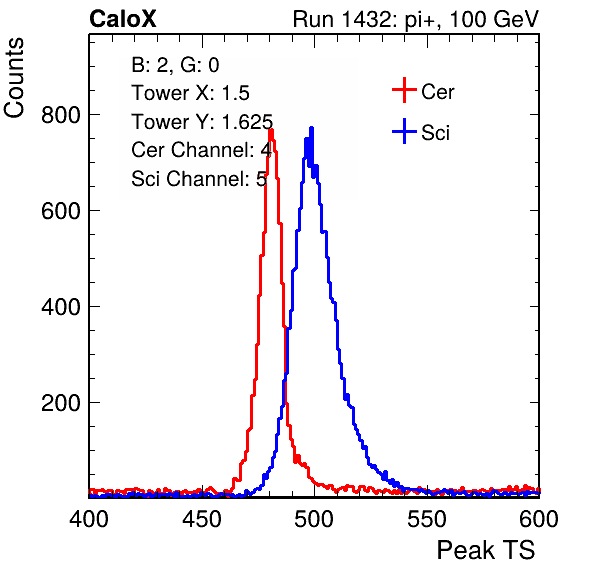 CaloX Run 1432: pi+, 100 GeV
Counts
B: 2, G: 0
Tower X: 1.5
Tower Y: 1.625
Cer Channel: 4
Sci Channel: 5
Cer
Sci
800
600
400
200
400 450 500 550 600
Peak TS